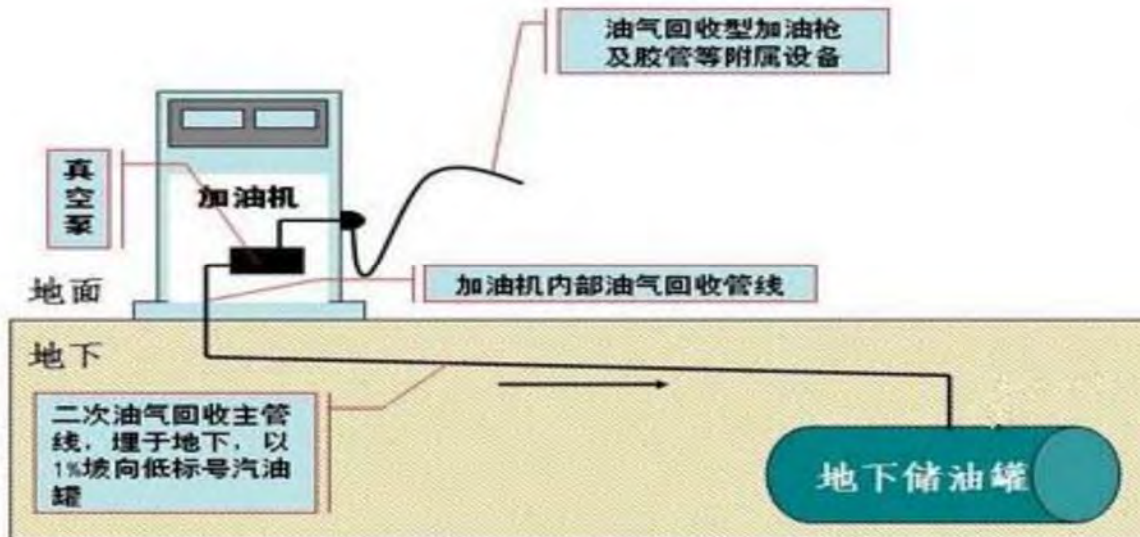 油气回收型加油枪
及胶管等附属设备
真
空
泵
加油机
加油机内部油气回收管线
地面
地下
二次油气回收主管
线，埋于地下，以
1%坡向低标号汽油
罐
地下储油罐